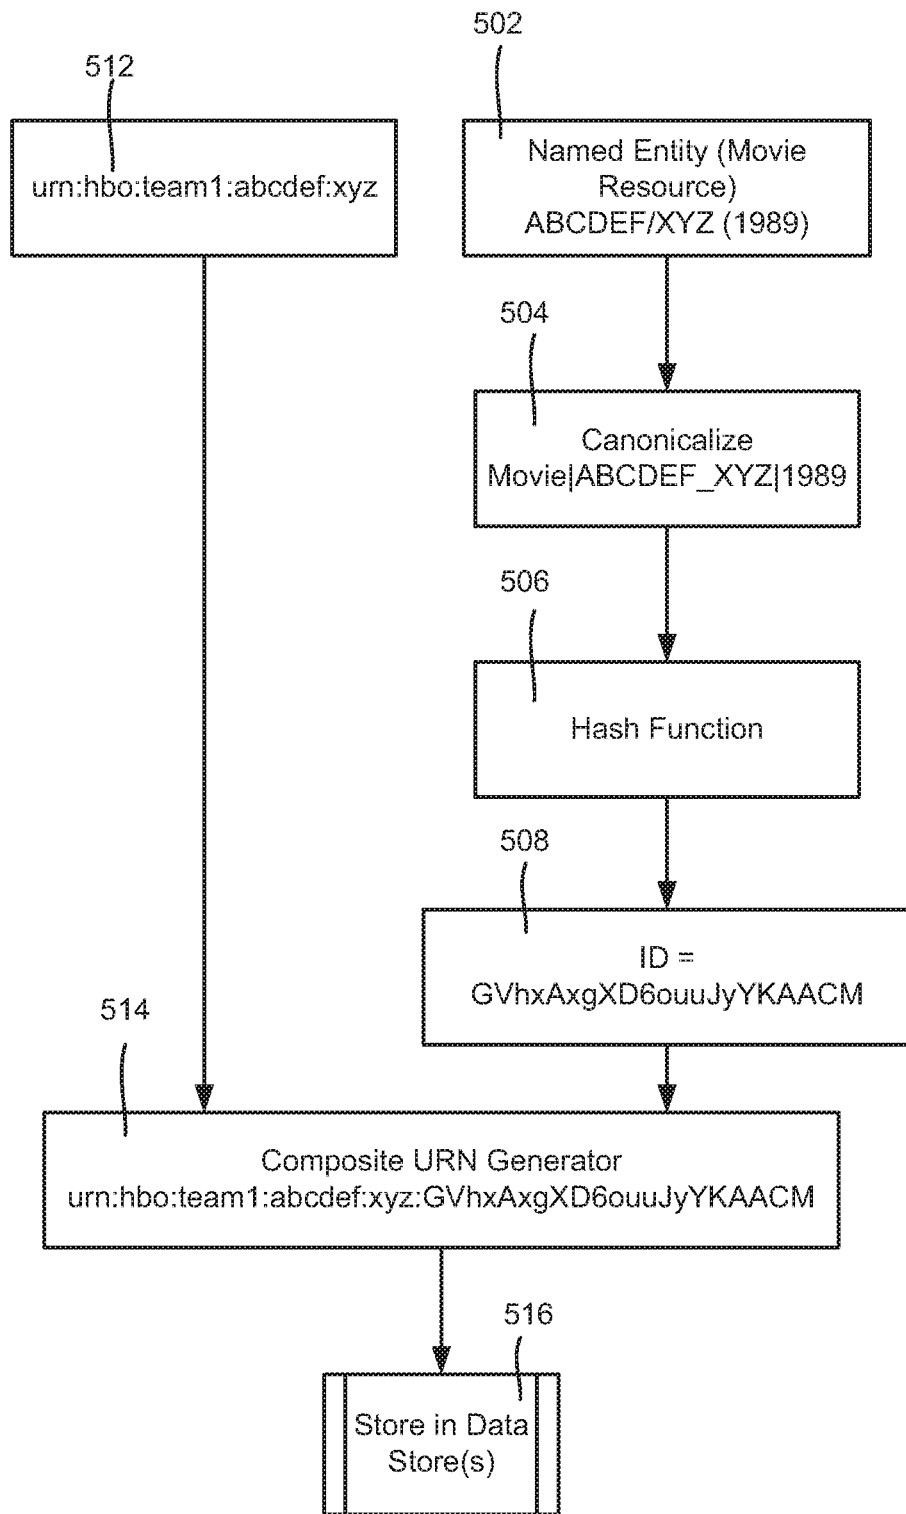 502
512
urn:hbo:team1:abcdef:xyz
Named Entity (Movie
Resource)
ABCDEF/XYZ (1989)
504
Canonicalize
Movie|ABCDEF_XYZ|1989
506
Hash Function
508
ID =
GVhxAxgXD6ouuJyYKAACM
514
Composite URN Generator
urn:hbo:team1:abcdef:xyz:GVhxAxgXD6ouuJyYKAACM
516
Store in Data
Store(s)